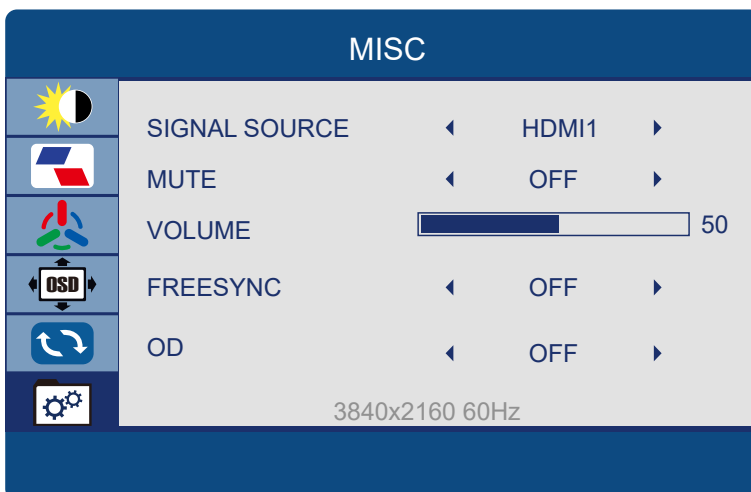 MISC
SIGNAL SOURCE HDMI1
MUTE OFF
VOLUME 50
OSD
FREESYNC OFF
OD OFF
3840x2160 60Hz